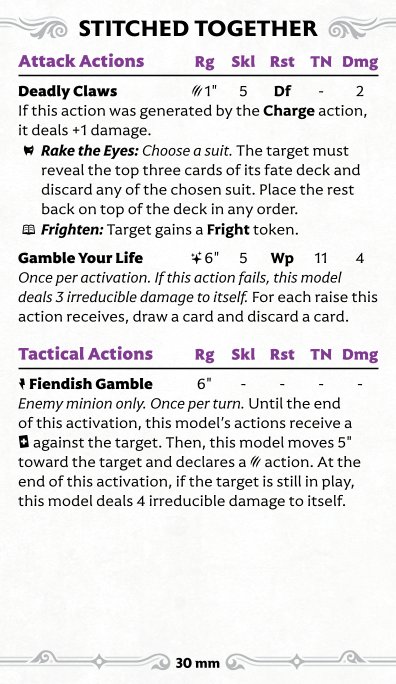 STITCHED TOGETHER
Attack Actions Rg Skl Rst TN Dmg
Deadly Claws 1" 5 Df - 2
If this action was generated by the Charge action,
it deals +1 damage.
Rake the Eyes: Choose a suit. The target must
reveal the top three cards of its fate deck and
discard any of the chosen suit. Place the rest
back on top of the deck in any order.
Frighten: Target gains a Fright token.
Gamble Your Life 6" 5 Wp 11 4
Once per activation. If this action fails, this model
deals 3 irreducible damage to itself. For each raise this
action receives, draw a card and discard a card.
Tactical Actions Rg Skl Rst TN Dmg
Fiendish Gamble 6" - - - -
Enemy minion only. Once per turn. Until the end
of this activation, this model's actions receive a
against the target. Then, this model moves 5"
toward the target and declares a action. At the
end of this activation, if the target is still in play,
this model deals 4 irreducible damage to itself.
30 mm